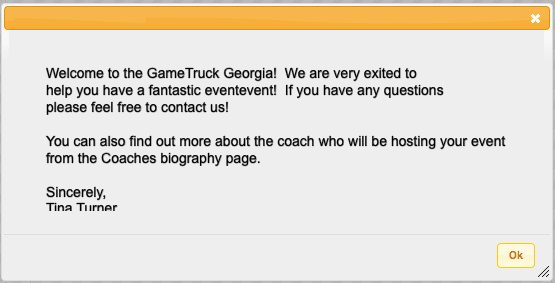 Welcome to the GameTruck Georgia!  We are very exited to
help you have a fantastic eventevent!  If you have any questions
please feel free to contact us!
You can also find out more about the coach who will be hosting your event
from the Coaches biography page.
Sincerely,
Tina Turner
Ok